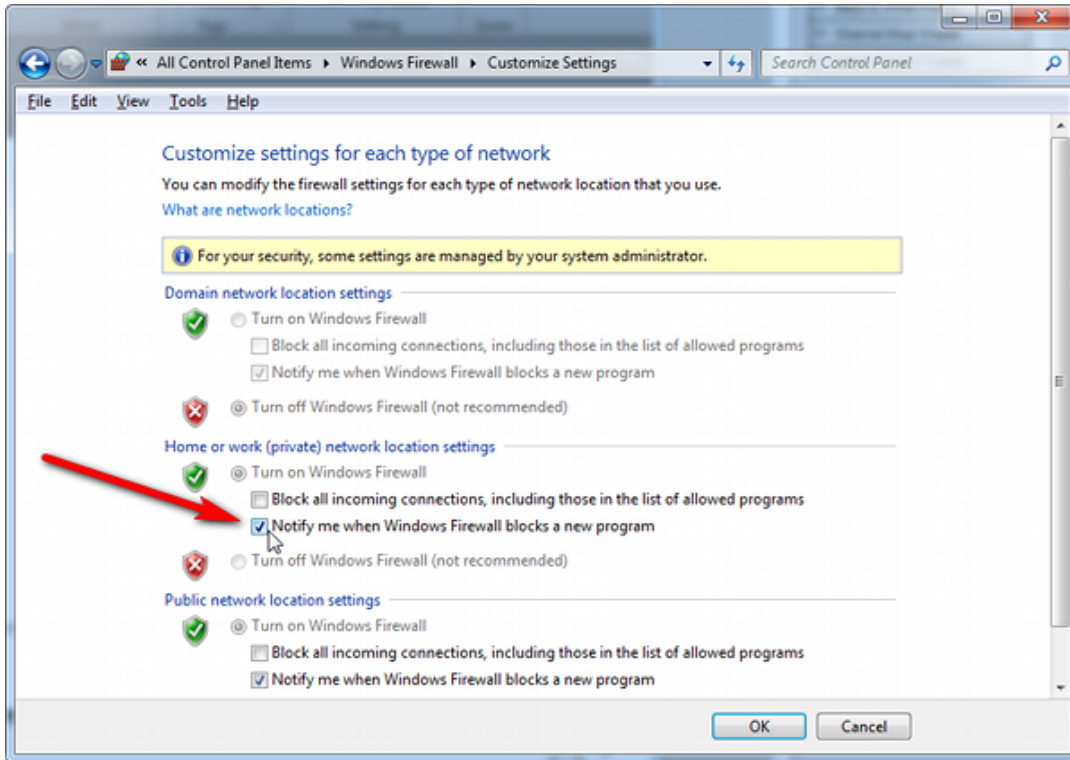 « All Control Panel Items ▸ Windows Firewall ▸ Customize Settings
Search Control Panel
File Edit View Tools Help
Customize settings for each type of network
You can modify the firewall settings for each type of network location that you use.
What are network locations?
For your security, some settings are managed by your system administrator.
Domain network location settings
Turn on Windows Firewall
Block all incoming connections, including those in the list of allowed programs
Notify me when Windows Firewall blocks a new program
Turn off Windows Firewall (not recommended)
Home or work (private) network location settings
Turn on Windows Firewall
Block all incoming connections, including those in the list of allowed programs
Notify me when Windows Firewall blocks a new program
Turn off Windows Firewall (not recommended)
Public network location settings
Turn on Windows Firewall
Block all incoming connections, including those in the list of allowed programs
Notify me when Windows Firewall blocks a new program
OK Cancel